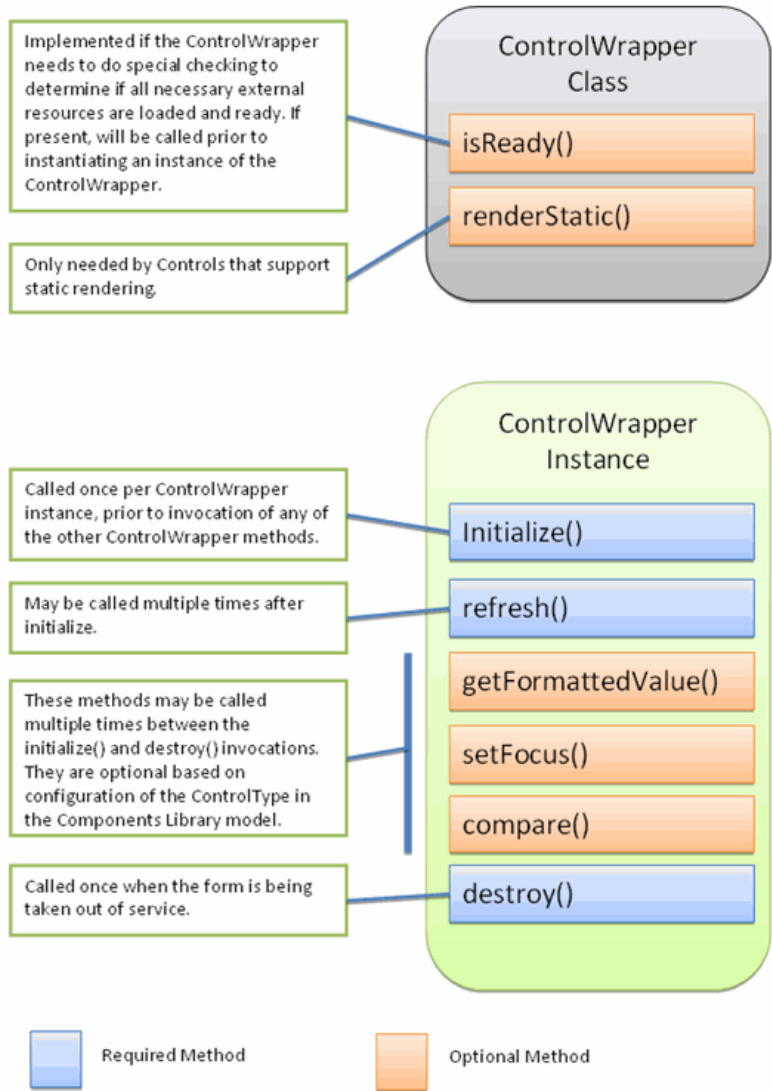 Implemented if the ControlWrapper
needs to do special checking to
determine if all necessary external
resources are loaded and ready. If
present, will be called prior to
instantiating an instance of the
ControlWrapper.
ControlWrapper
Class
isReady()
renderStatic()
Only needed by Controls that support
static rendering.
ControlWrapper
Instance
Called once per ControlWrapper
instance, prior to invocation of any of
the other ControlWrapper methods.
Initialize()
May be called multiple times after
initialize.
refresh()
These methods may be called
multiple times between the
initialize() and destroy() invocations.
They are optional based on
configuration of the ControlType in
the Components Library model.
getFormattedValue()
setFocus()
compare()
Called once when the form is being
taken out of service.
destroy()
Required Method
Optional Method